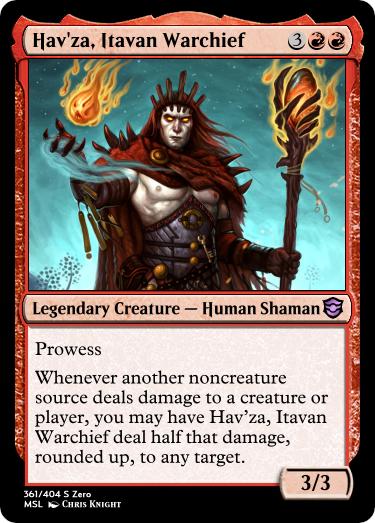 Hav'za, Itavan Warchief 3
Legendary Creature — Human Shaman
Prowess
Whenever another noncreature
source deals damage to a creature or
player, you may have Hav'za, Itavan
Warchief deal half that damage,
rounded up, to any target.
3/3
361/404 S Zero
MSL Chris Knight